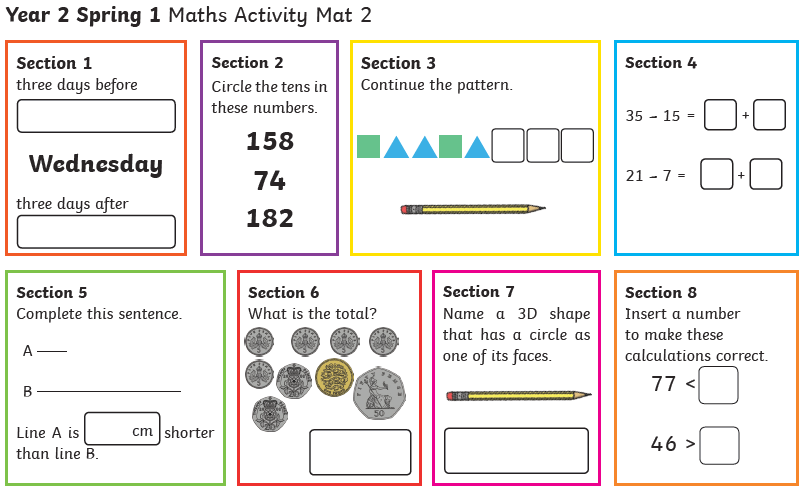 Year 2 Spring 1 Maths Activity Mat 2
Section 1
three days before
Wednesday
three days after
Section 2
Circle the tens in
these numbers.
158
74
182
Section 3
Continue the pattern.
Section 4
35 – 15 = +
21 – 7 = +
Section 5
Complete this sentence.
A
B
Line A is cm shorter
than line B.
Section 6
What is the total?
50
Section 7
Name a 3D shape
that has a circle as
one of its faces.
Section 8
Insert a number
to make these
calculations correct.
77 <
46 >